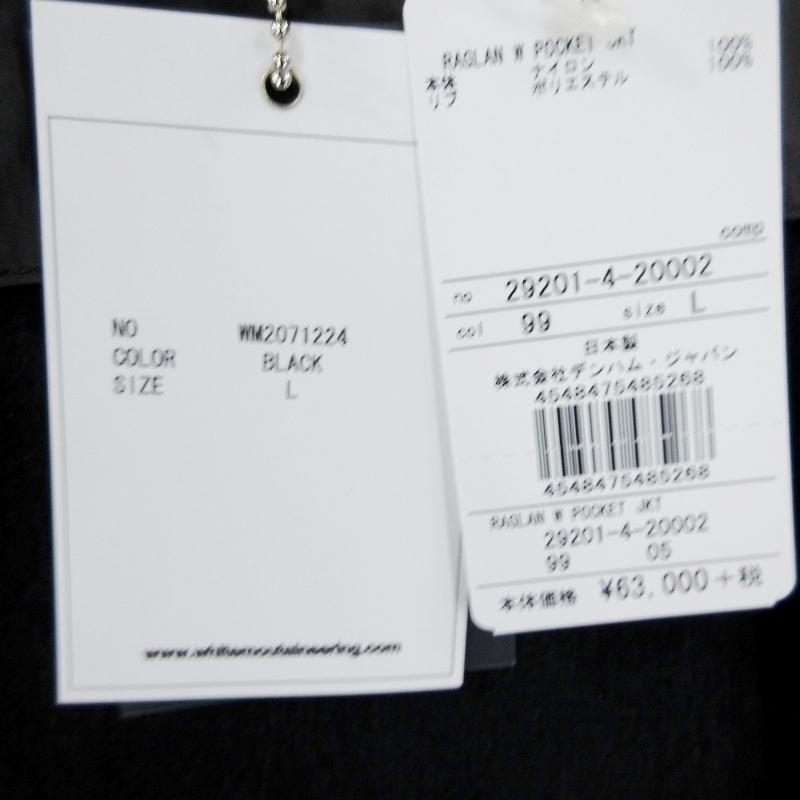 NO WM2071224
COLOR BLACK
SIZE L
RAGLAN W POCKET JKT
本体 ナイロン 100%
リブ ポリエステル 100%
comp
no 29201-4-20002
col 99 size L
日本製
株式会社デンハム・ジャパン
4548475485268
4548475485268
RAGLAN W POCKET JKT
29201-4-20002
99 05
本体価格 ¥63,000+税